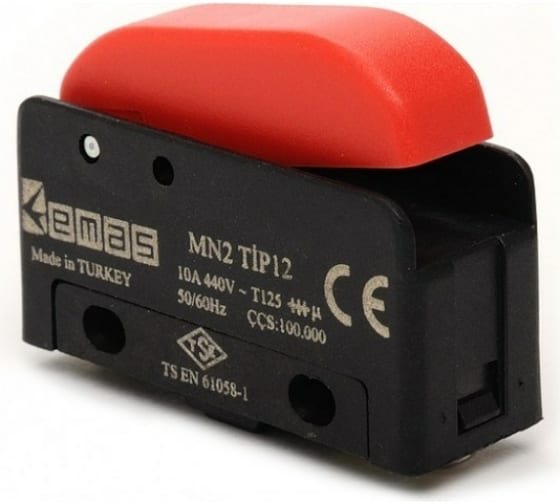 emas
Made in TURKEY
MN2 TİP12
10A 440V ~ T125 µ
50/60Hz ÇÇS:100.000
CE
TSE
TS EN 61058-1